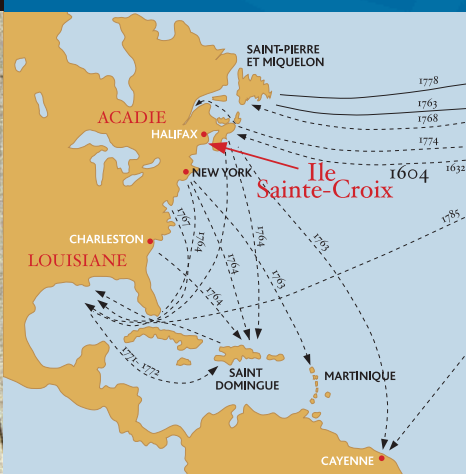 SAINT-PIERRE
ET MIQUELON
1778
1763
1768
ACADIE
HALIFAX
1774
1632
1604
Ile
Sainte-Croix
NEW YORK
1785
1767
1764
1764
1764
1763
1763
CHARLESTON
LOUISIANE
1764
1771- 1772
SAINT
DOMINGUE
MARTINIQUE
CAYENNE